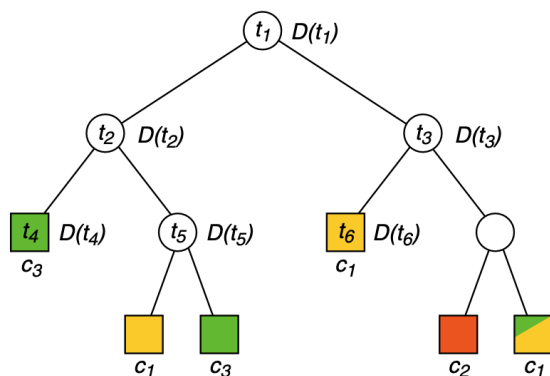 t1 D(t1)
t2 D(t2) t3 D(t3)
t4 D(t4) t5 D(t5) t6 D(t6)
c3 c1
c1 c3 c2 c1